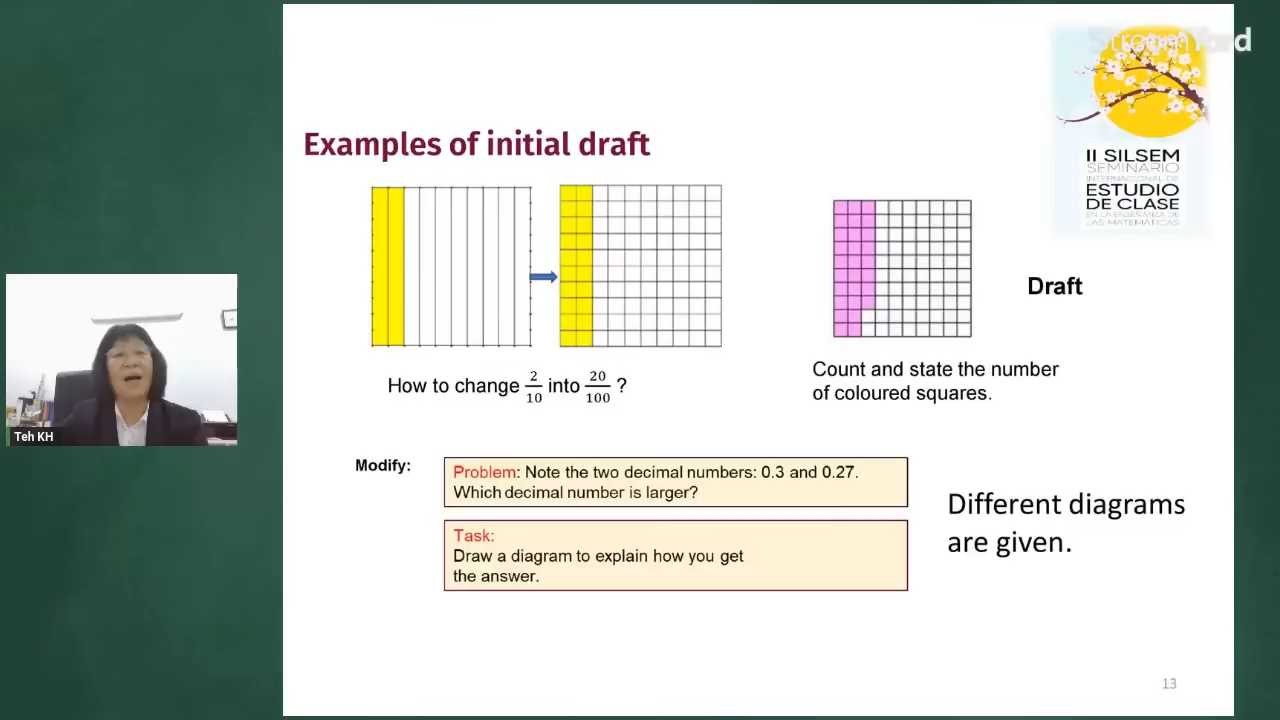 StreamYard
Examples of initial draft
II SILSEM
SEMINARIO
INTERNACIONAL DE
ESTUDIO
DE CLASE
EN LA ENSEÑANZA DE
LAS MATEMÁTICAS
Draft
How to change 2/10 into 20/100 ?
Count and state the number
of coloured squares.
Teh KH
Modify:
Problem: Note the two decimal numbers: 0.3 and 0.27.
Which decimal number is larger?
Task:
Draw a diagram to explain how you get
the answer.
Different diagrams
are given.
13